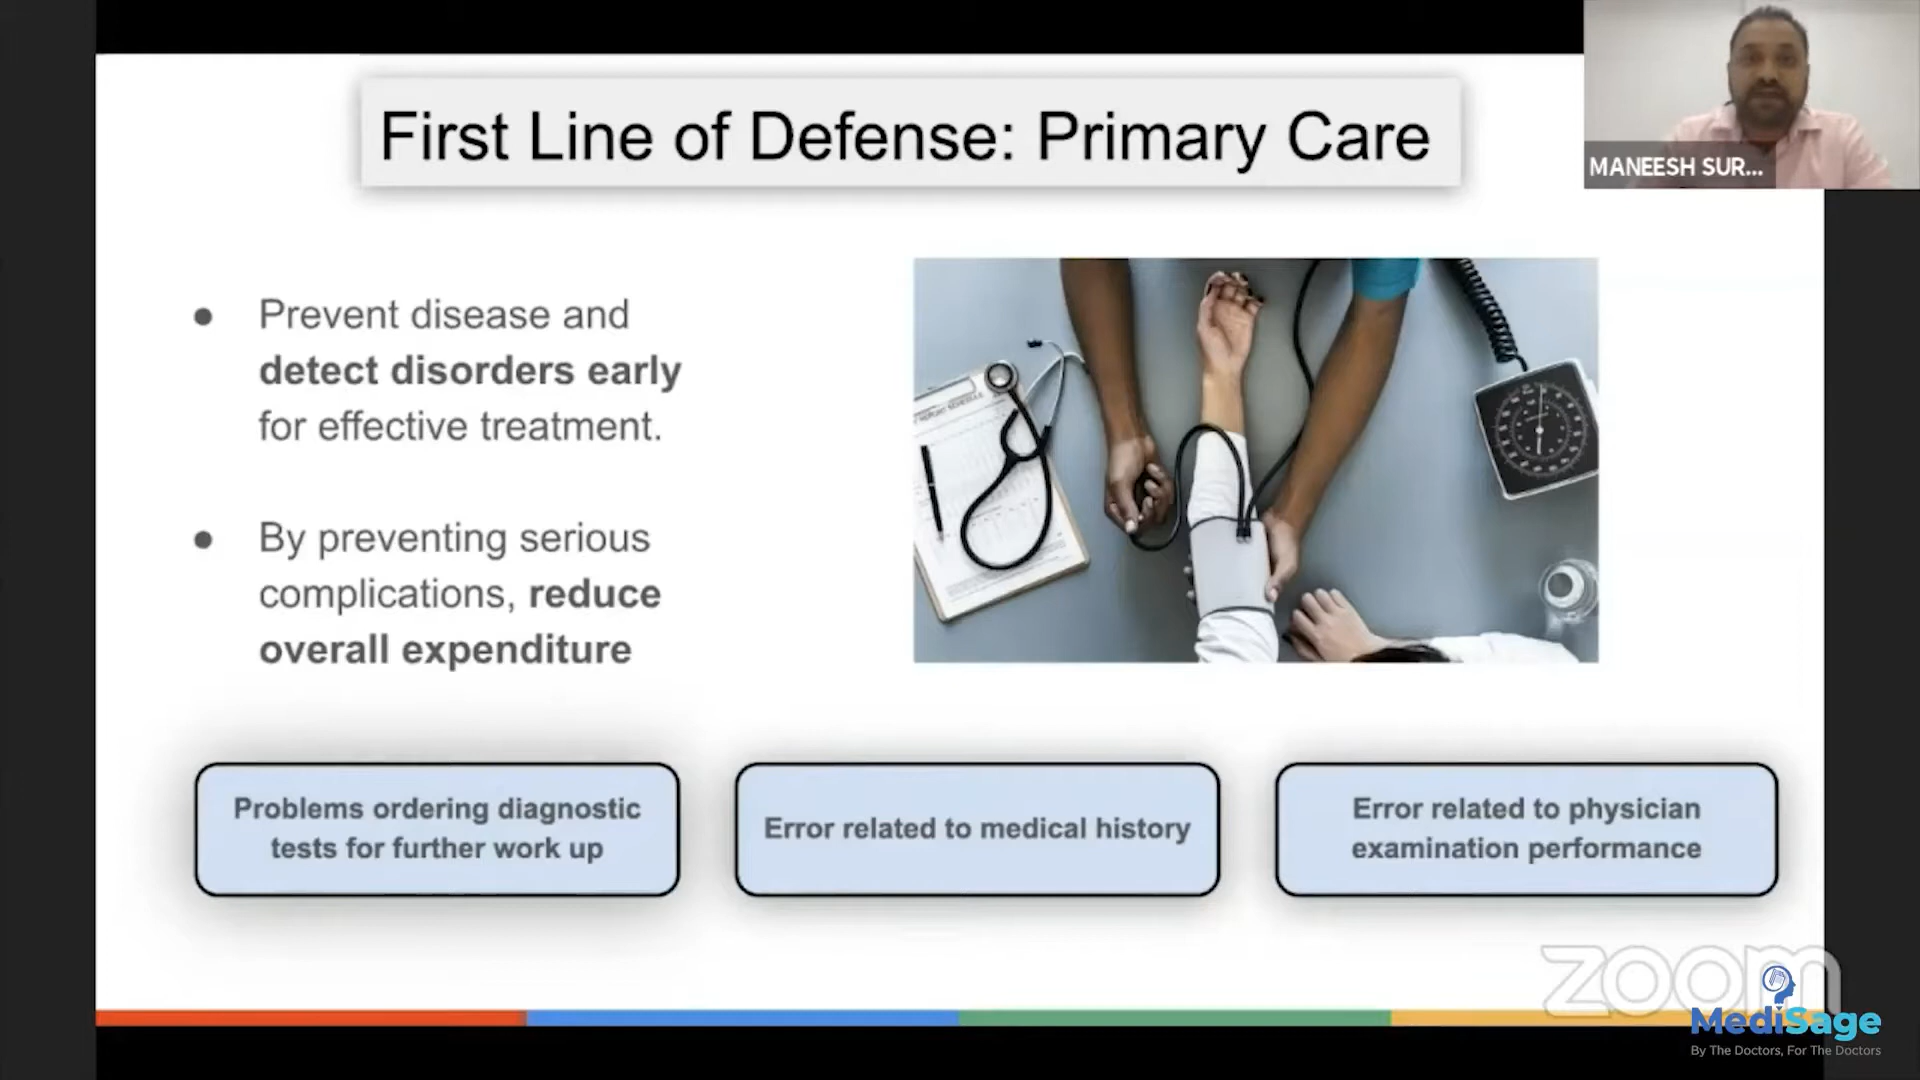 First Line of Defense: Primary Care
MANEESH SUR...
● Prevent disease and
detect disorders early
for effective treatment.
● By preventing serious
complications, reduce
overall expenditure
Problems ordering diagnostic
tests for further work up
Error related to medical history
Error related to physician
examination performance
zoom
MediSage
By The Doctors, For The Doctors